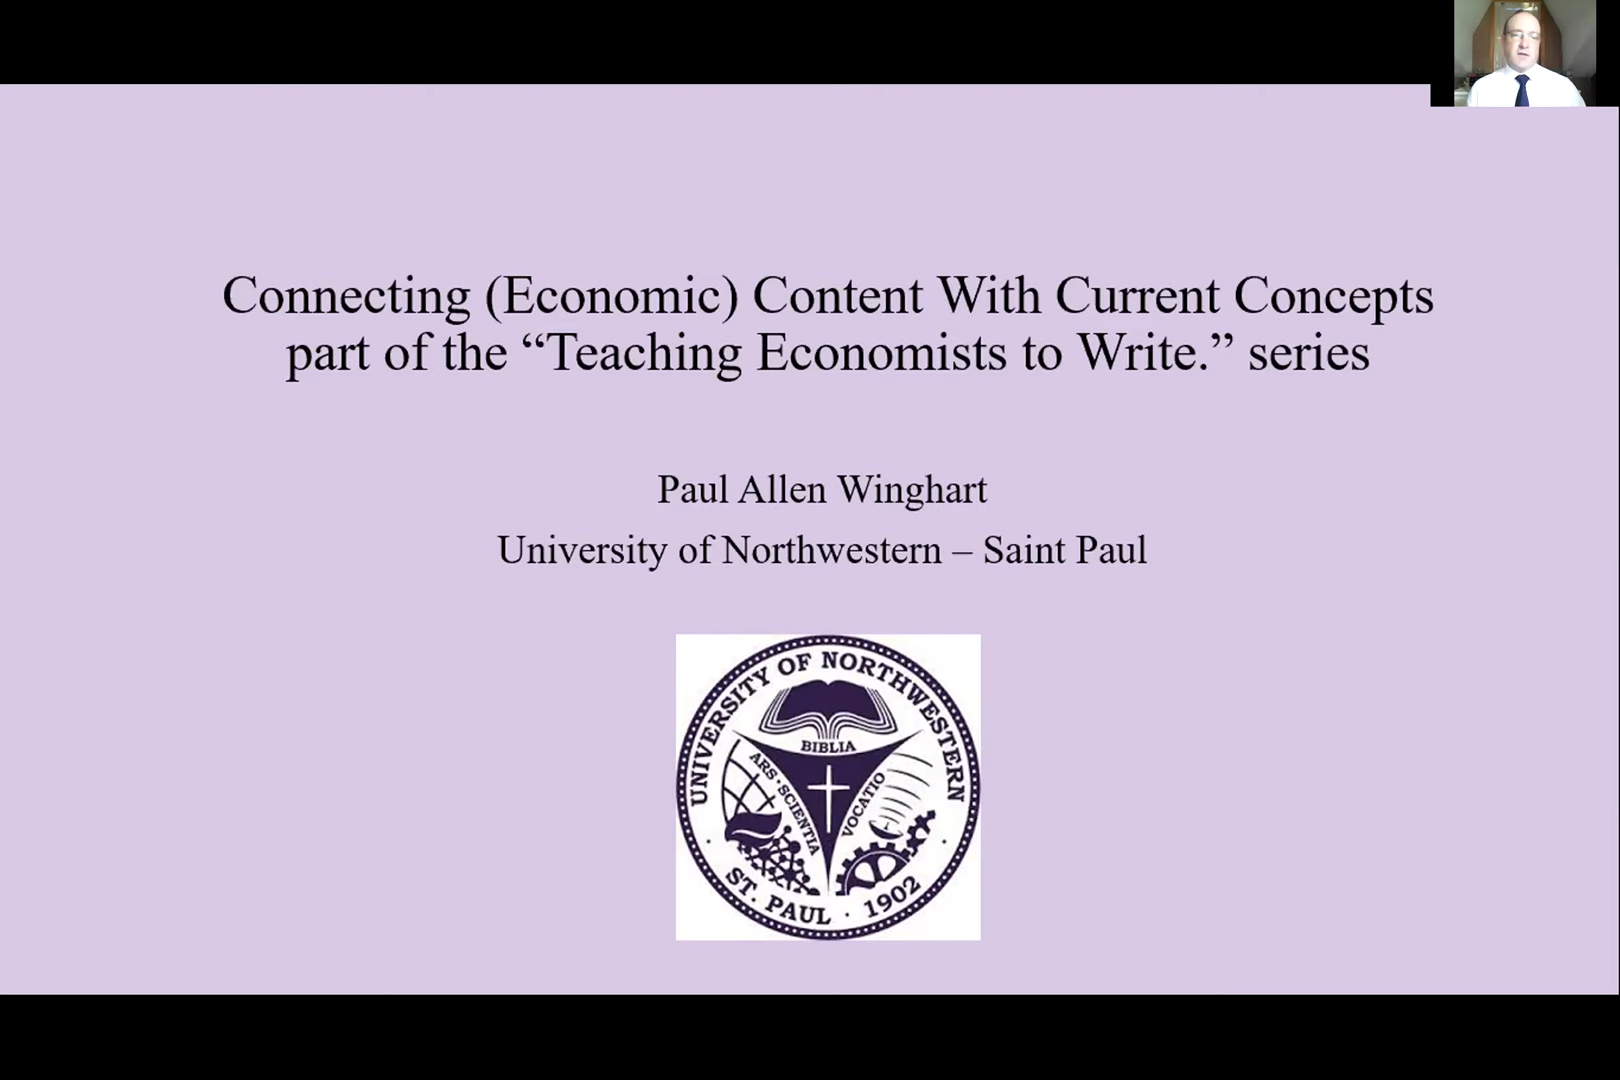 Connecting (Economic) Content With Current Concepts
part of the “Teaching Economists to Write.” series
Paul Allen Winghart
University of Northwestern – Saint Paul
UNIVERSITY OF NORTHWESTERN
BIBLIA
ARS · SCIENTIA
VOCATIO
ST. PAUL · 1902